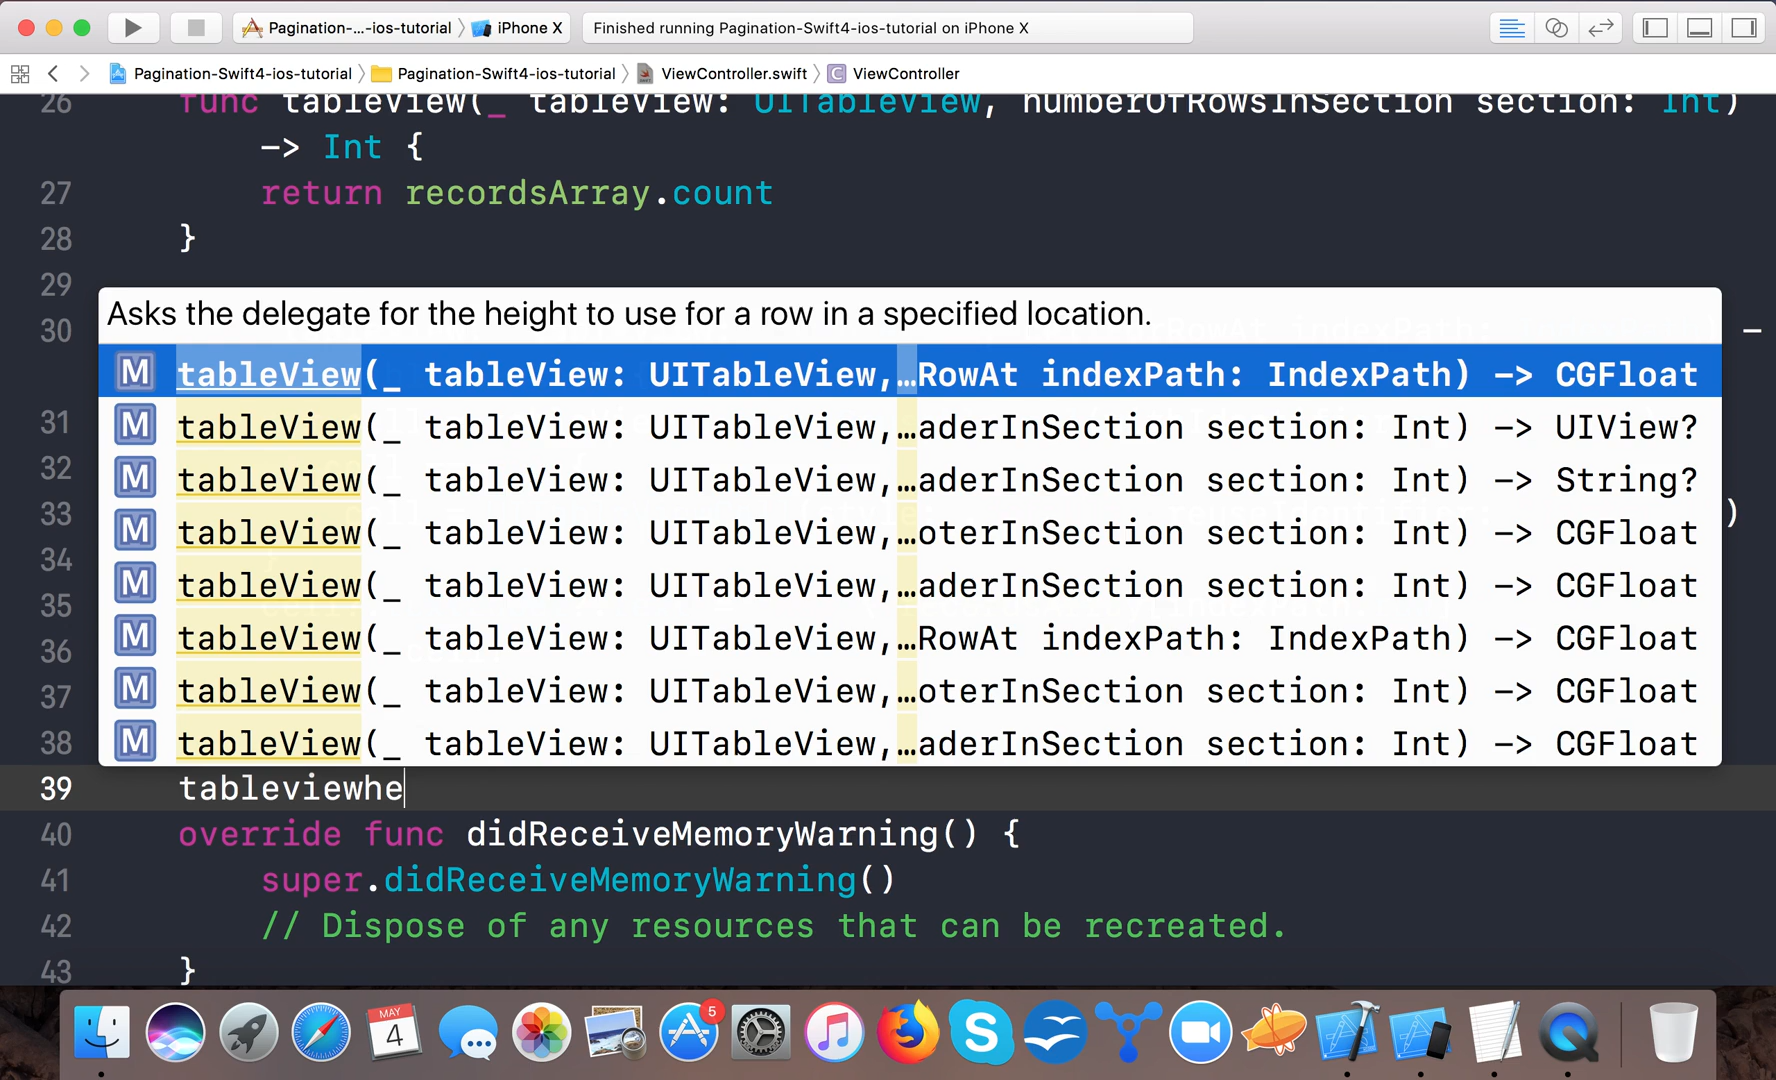 Pagination-...-ios-tutorial
iPhone X
Finished running Pagination-Swift4-ios-tutorial on iPhone X
Pagination-Swift4-ios-tutorial
Pagination-Swift4-ios-tutorial
ViewController.swift
C
ViewController
26 func tableView(_ tableView: UITableView, numberOfRowsInSection section: Int)
-> Int {
27 return recordsArray.count
28 }
29
Asks the delegate for the height to use for a row in a specified location.
30
M tableView(_ tableView: UITableView,…RowAt indexPath: IndexPath) -> CGFloat
31 M tableView(_ tableView: UITableView,…aderInSection section: Int) -> UIView?
32 M tableView(_ tableView: UITableView,…aderInSection section: Int) -> String?
33 M tableView(_ tableView: UITableView,…oterInSection section: Int) -> CGFloat
34
35 M tableView(_ tableView: UITableView,…aderInSection section: Int) -> CGFloat
36 M tableView(_ tableView: UITableView,…RowAt indexPath: IndexPath) -> CGFloat
37 M tableView(_ tableView: UITableView,…oterInSection section: Int) -> CGFloat
38 M tableView(_ tableView: UITableView,…aderInSection section: Int) -> CGFloat
39 tableviewhe
40 override func didReceiveMemoryWarning() {
41 super.didReceiveMemoryWarning()
42 // Dispose of any resources that can be recreated.
43 }
MAY
4
5
S